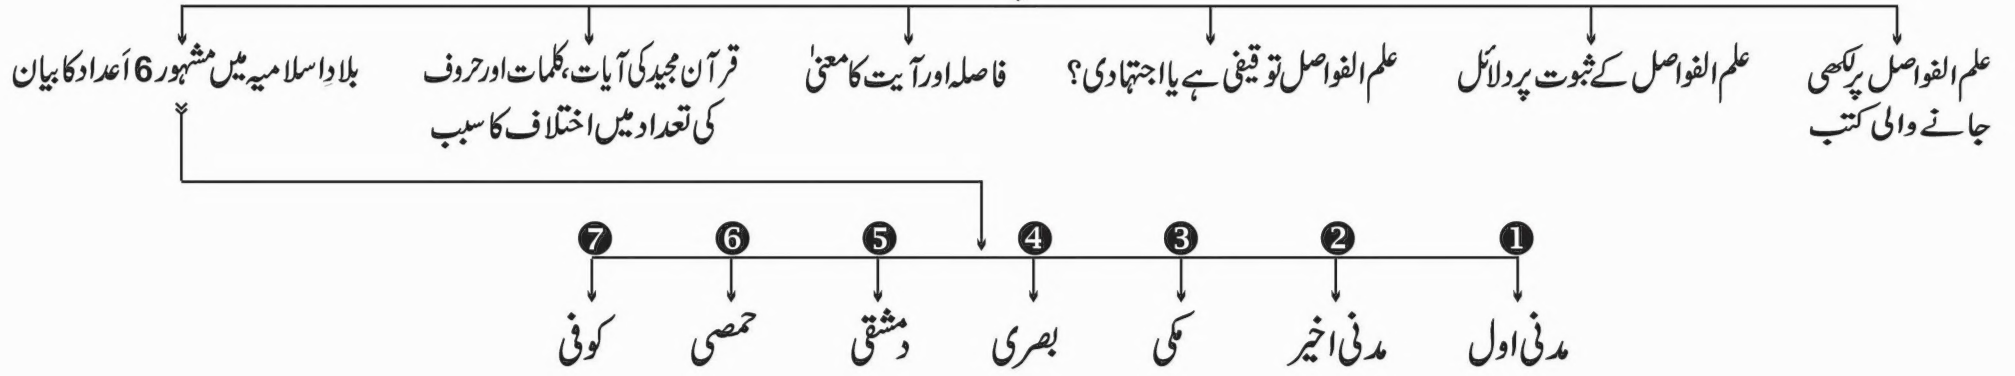 علم الفواصل پر لکھی
جانے والی کتب
علم الفواصل کے ثبوت پر دلائل
علم الفواصل توقیفی ہے یا اجتہادی؟
فاصلہ اور آیت کا معنیٰ
قرآن مجید کی آیات، کلمات اور حروف
کی تعداد میں اختلاف کا سبب
بلادِ اسلامیہ میں مشہور 6 أعداد کا بیان
1 2 3 4 5 6 7
مدنی اول مدنی اخیر مکی بصری دمشقی حمصی کوفی